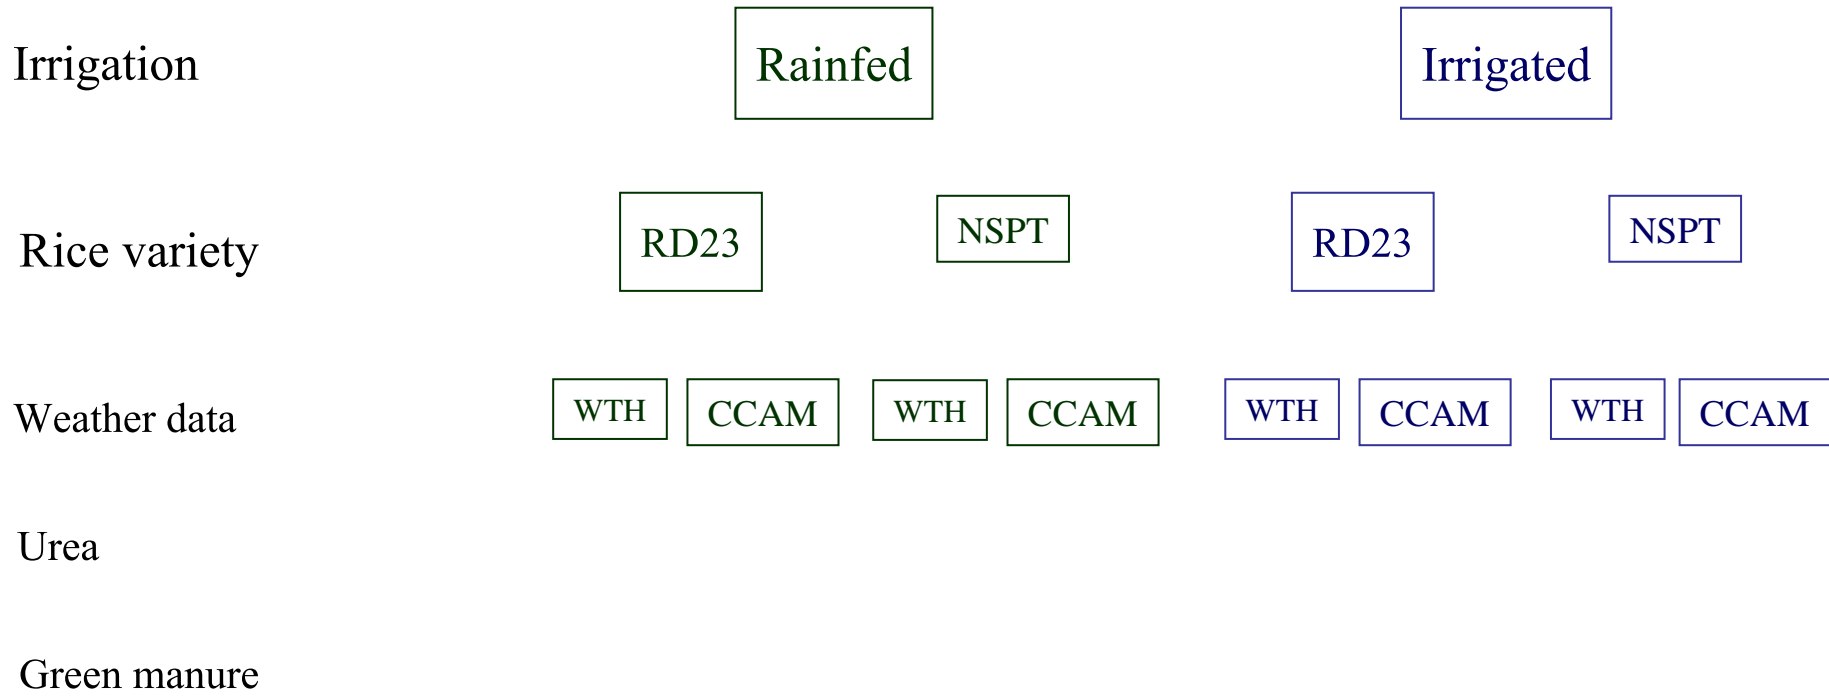 Irrigation Rainfed Irrigated
Rice variety RD23 NSPT RD23 NSPT
Weather data WTH CCAM WTH CCAM WTH CCAM WTH CCAM
Urea
Green manure